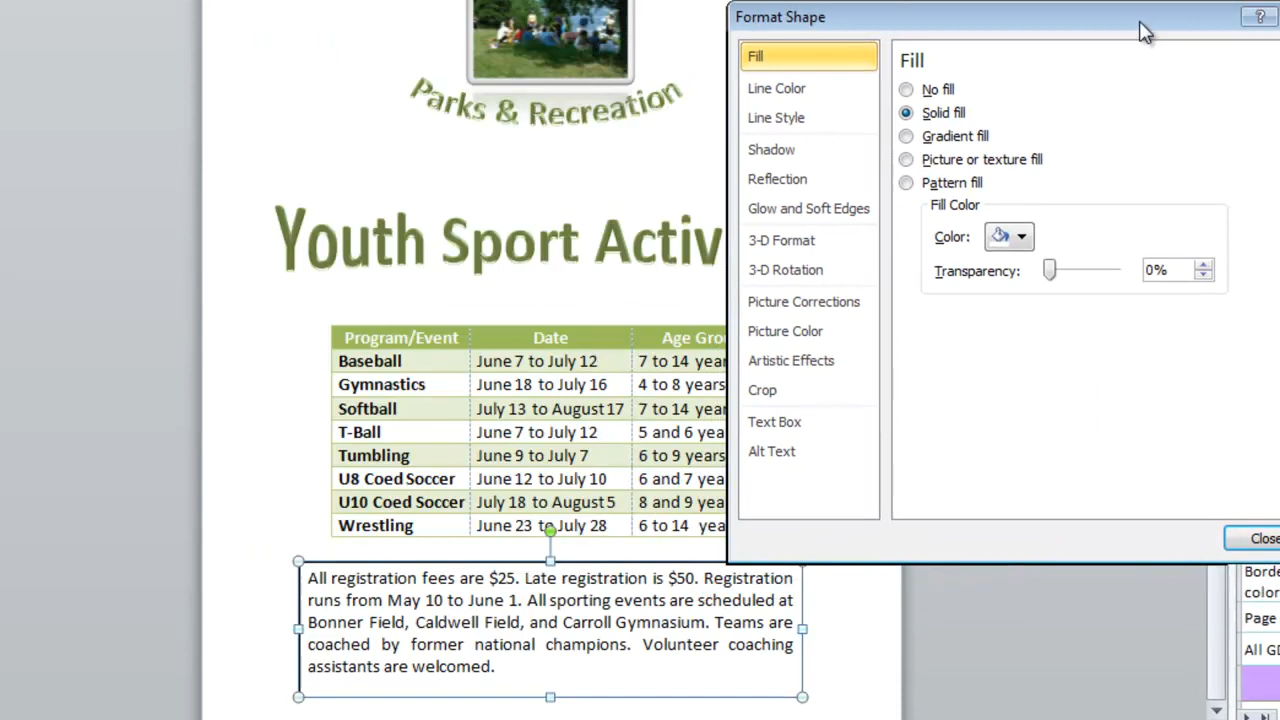 Parks & Recreation
Youth Sport Activ
Program/Event Date Age Grou
Baseball June 7 to July 12 7 to 14 year
Gymnastics June 18 to July 16 4 to 8 years
Softball July 13 to August 17 7 to 14 year
T-Ball June 7 to July 12 5 and 6 yea
Tumbling June 9 to July 7 6 to 9 years
U8 Coed Soccer June 12 to July 10 6 and 7 yea
U10 Coed Soccer July 18 to August 5 8 and 9 yea
Wrestling June 23 to July 28 6 to 14 yea
All registration fees are $25. Late registration is $50. Registration
runs from May 10 to June 1. All sporting events are scheduled at
Bonner Field, Caldwell Field, and Carroll Gymnasium. Teams are
coached by former national champions. Volunteer coaching
assistants are welcomed.
Format Shape
?
Fill
Line Color
Line Style
Shadow
Reflection
Glow and Soft Edges
3-D Format
3-D Rotation
Picture Corrections
Picture Color
Artistic Effects
Crop
Text Box
Alt Text
Fill
No fill
Solid fill
Gradient fill
Picture or texture fill
Pattern fill
Fill Color
Color:
Transparency: 0%
Close
Borde
color
Page
All GD